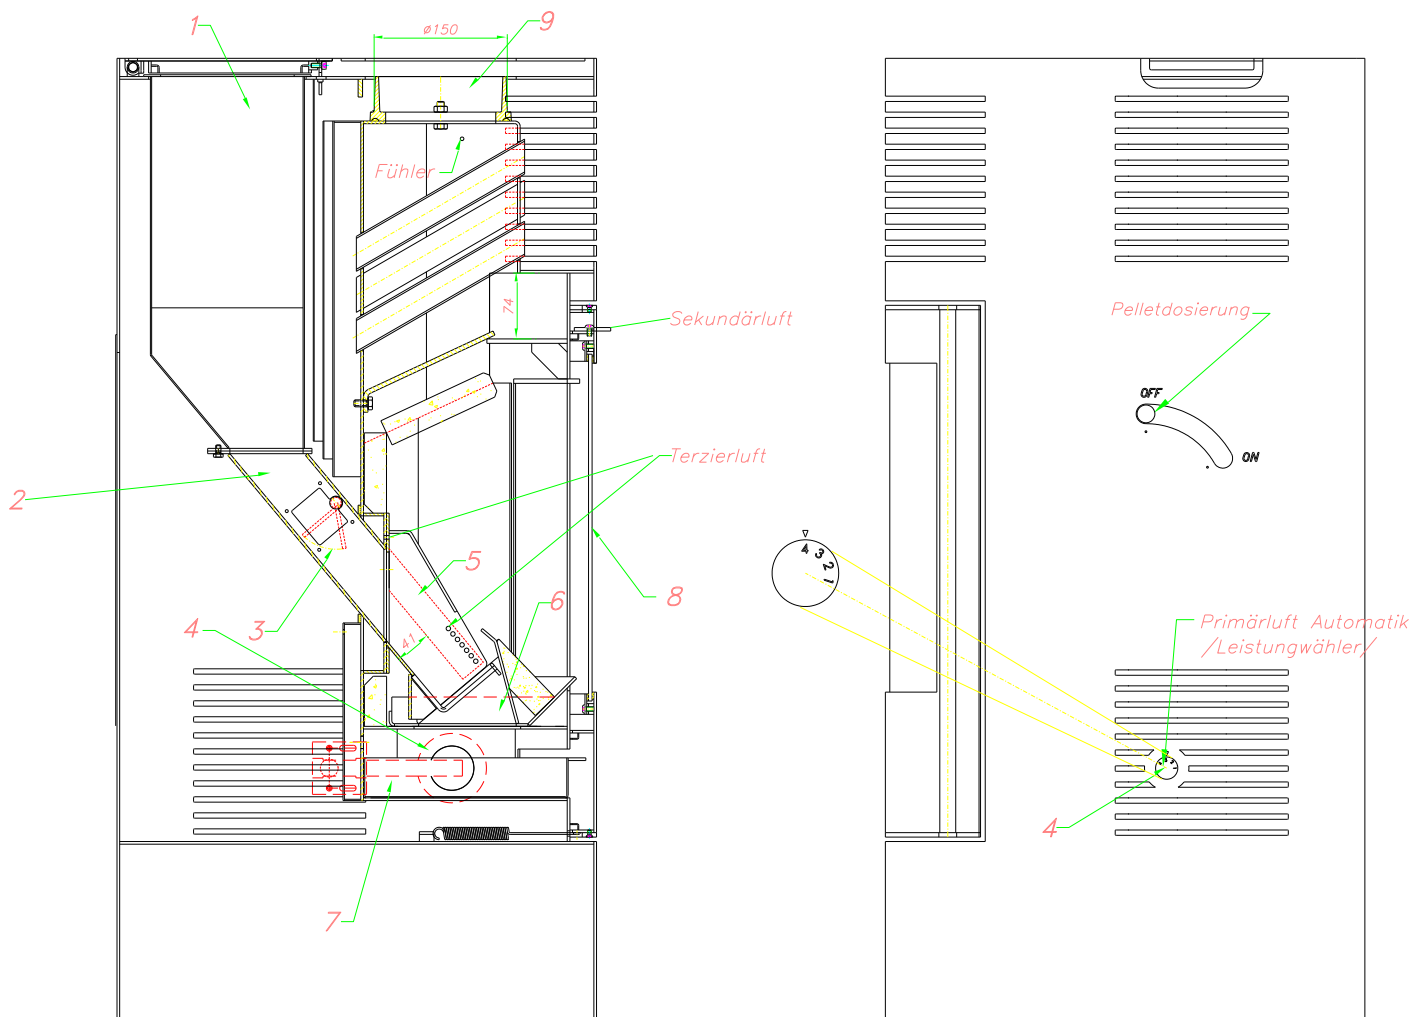 1
ø150
9
Fühler
74
Sekundärluft
Pelletdosierung
OFF
ON
Terzierluft
2
5
4 3 2 1
3
4
41
6
8
Primärluft Automatik
/Leistungwähler/
4
7